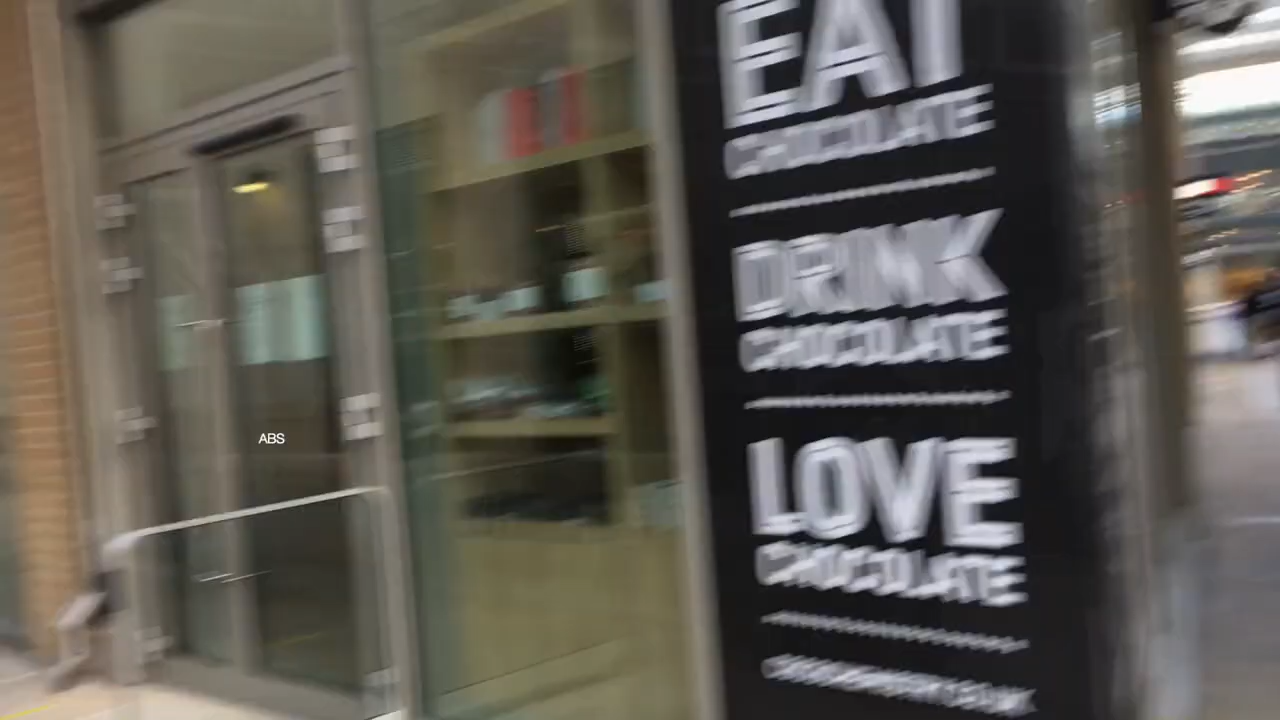 EAT
CHOCOLATE
DRINK
CHOCOLATE
LOVE
CHOCOLATE
ABS